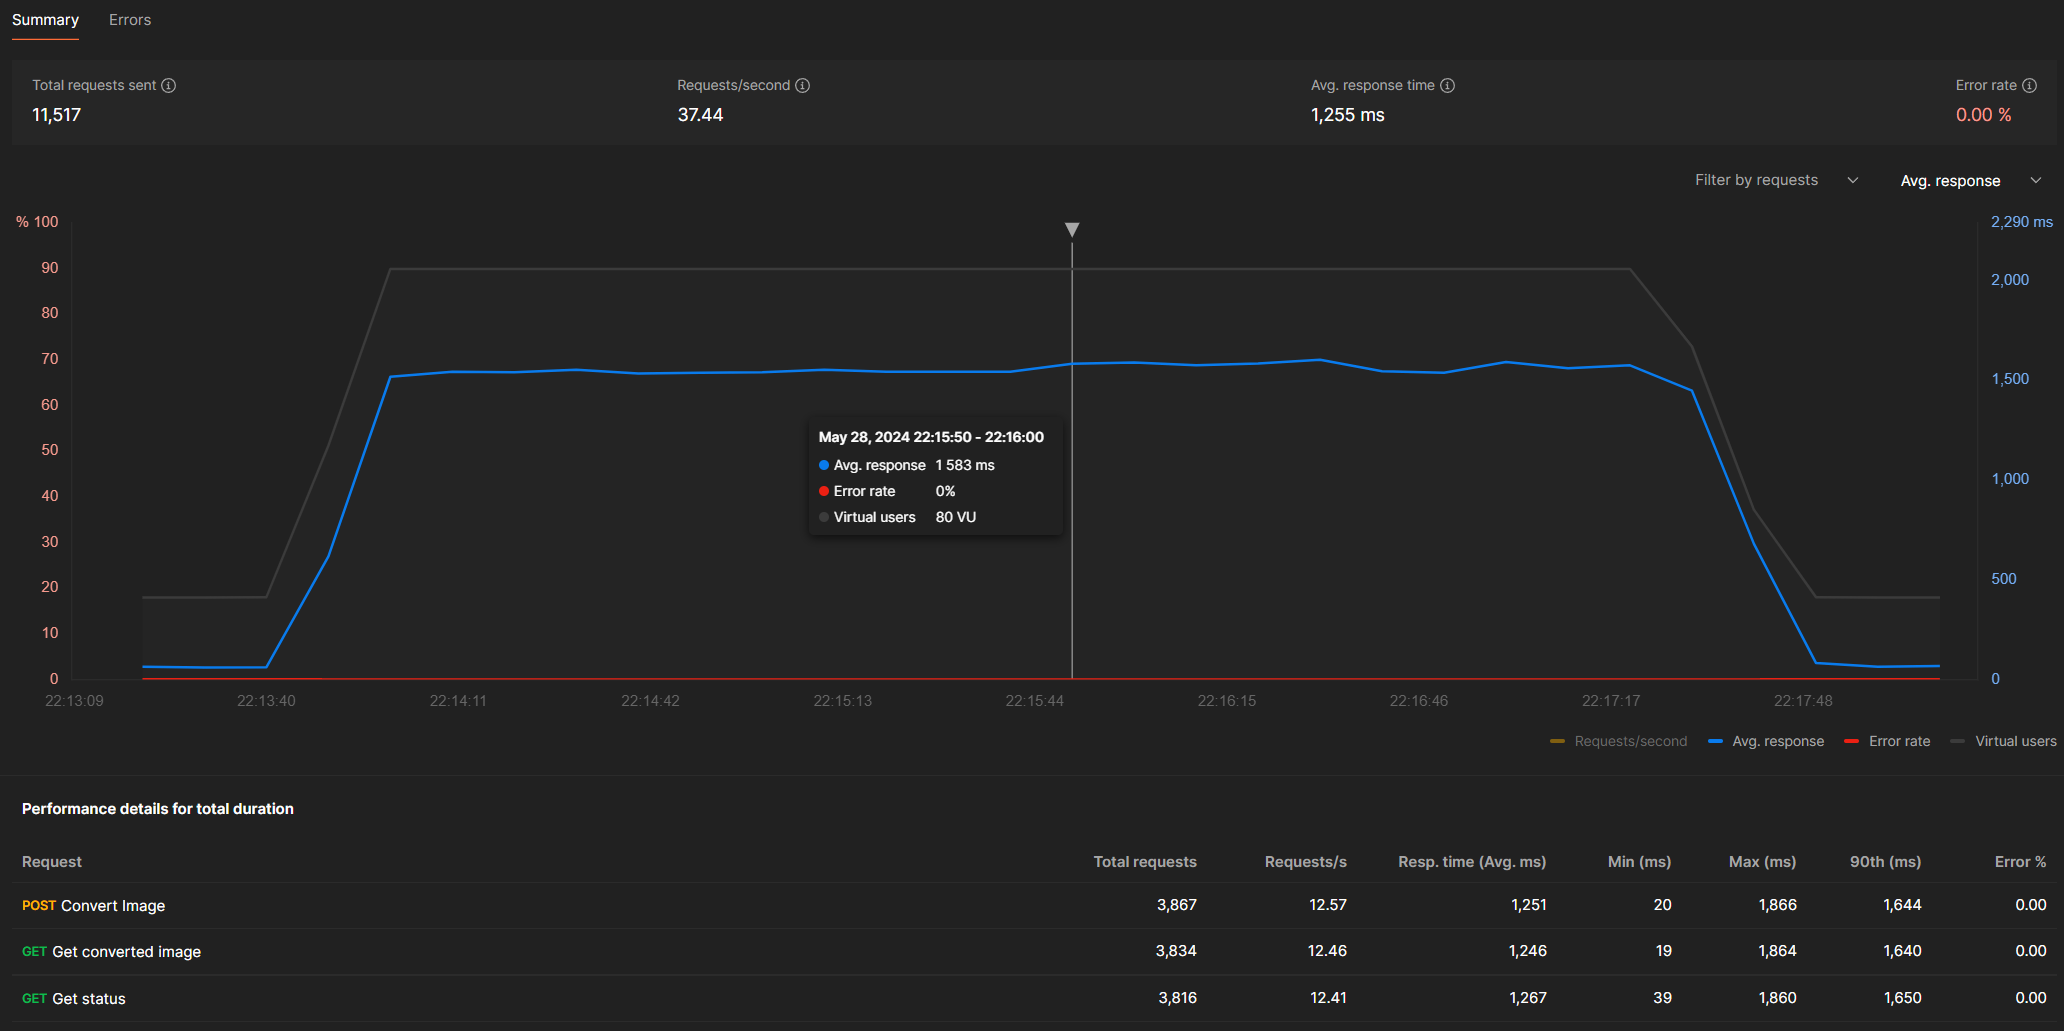 Summary Errors
Total requests sent Requests/second Avg. response time Error rate
11,517 37.44 1,255 ms 0.00 %
Filter by requests Avg. response
% 100 2,290 ms
90
2,000
80
70
1,500
60
50
1,000
40
30
20
500
10
0 0
May 28, 2024 22:15:50 - 22:16:00
Avg. response 1 583 ms
Error rate 0%
Virtual users 80 VU
22:13:09 22:13:40 22:14:11 22:14:42 22:15:13 22:15:44 22:16:15 22:16:46 22:17:17 22:17:48
Requests/second Avg. response Error rate Virtual users
Performance details for total duration
Request Total requests Requests/s Resp. time (Avg. ms) Min (ms) Max (ms) 90th (ms) Error %
POST Convert Image 3,867 12.57 1,251 20 1,866 1,644 0.00
GET Get converted image 3,834 12.46 1,246 19 1,864 1,640 0.00
GET Get status 3,816 12.41 1,267 39 1,860 1,650 0.00